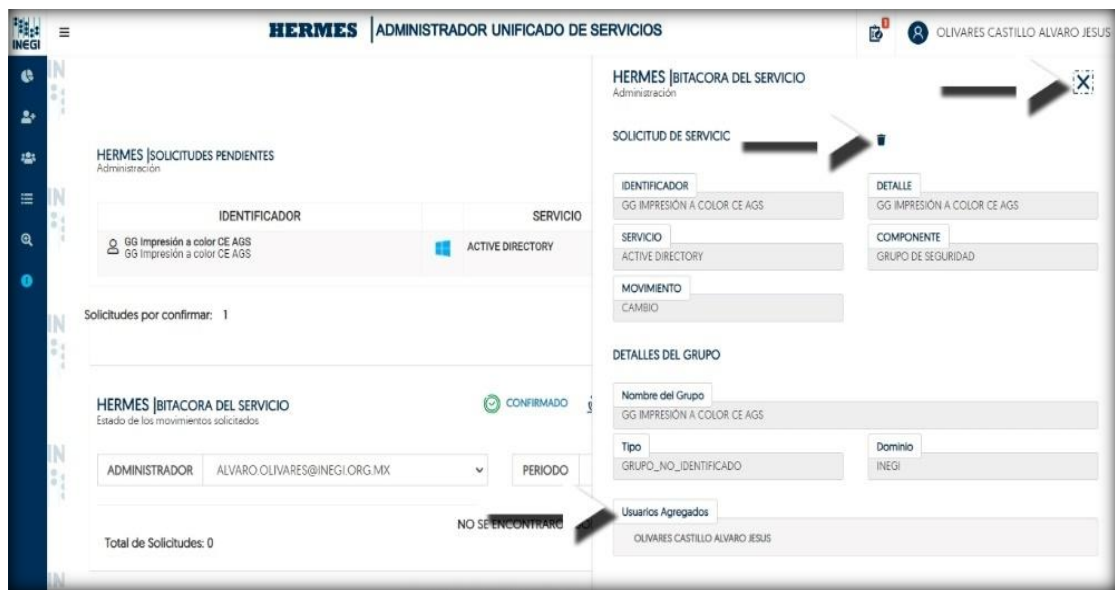 INEGI
HERMES | ADMINISTRADOR UNIFICADO DE SERVICIOS
1
OLIVARES CASTILLO ALVARO JESUS
HERMES |SOLICITUDES PENDIENTES
Administración
IDENTIFICADOR SERVICIO
GG Impresión a color CE AGS ACTIVE DIRECTORY
GG Impresión a color CE AGS
Solicitudes por confirmar: 1
HERMES |BITACORA DEL SERVICIO CONFIRMADO
Estado de los movimientos solicitados
ADMINISTRADOR ALVARO.OLIVARES@INEGI.ORG.MX PERIODO
NO SE
Total de Solicitudes: 0
HERMES |BITACORA DEL SERVICIO
Administración
SOLICITUD DE SERVICIO
IDENTIFICADOR DETALLE
GG IMPRESIÓN A COLOR CE AGS GG IMPRESIÓN A COLOR CE AGS
SERVICIO COMPONENTE
ACTIVE DIRECTORY GRUPO DE SEGURIDAD
MOVIMIENTO
CAMBIO
DETALLES DEL GRUPO
Nombre del Grupo
GG IMPRESIÓN A COLOR CE AGS
Tipo Dominio
GRUPO_NO_IDENTIFICADO INEGI
Usuarios Agregados
OLIVARES CASTILLO ALVARO JESUS